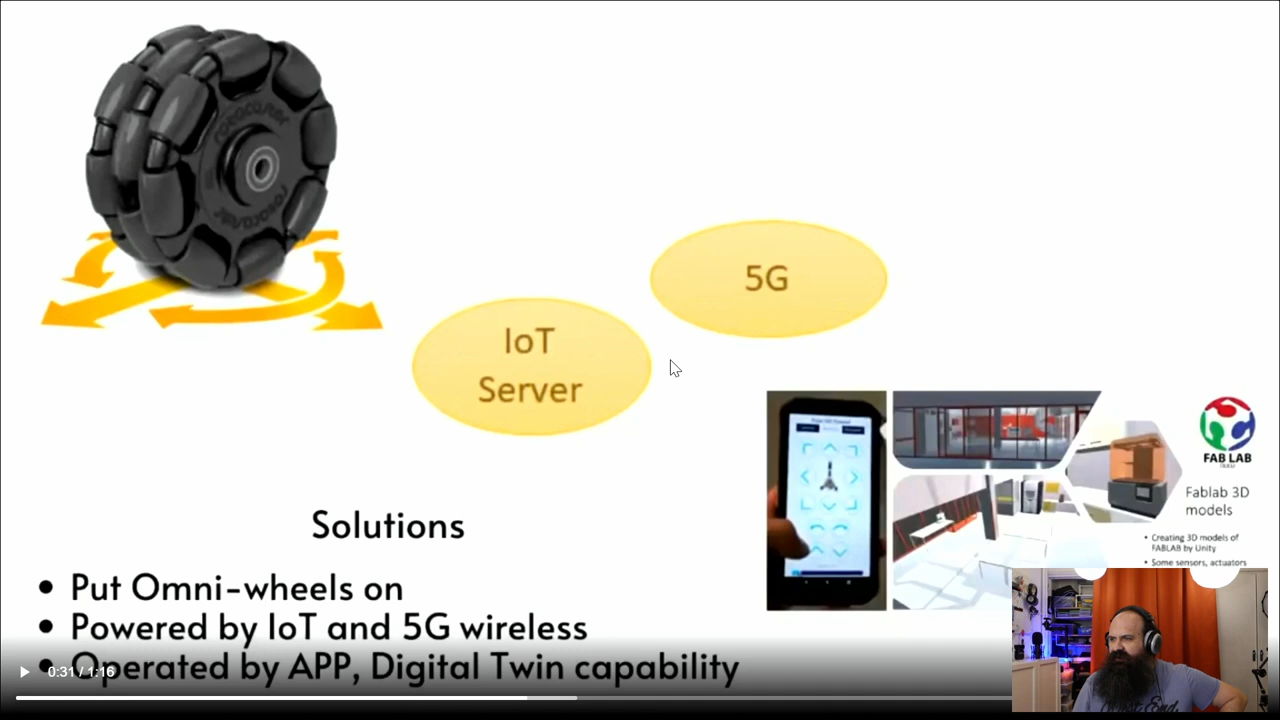 rotacaster
rotacaster
5G
IoT
Server
FAB LAB
Fablab 3D
models
• Creating 3D models of
FABLAB by Unity
• Some sensors, actuators
Solutions
• Put Omni-wheels on
• Powered by IoT and 5G wireless
• Operated by APP, Digital Twin capability
0:31 / 1:16